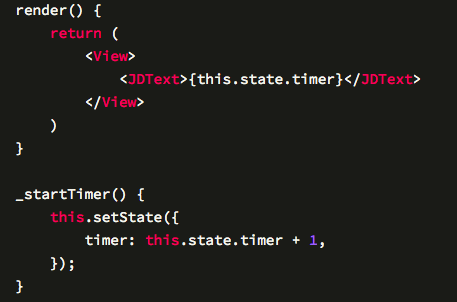 render() {
    return (
        <View>
            <JDText>{this.state.timer}</JDText>
        </View>
    )
}

_startTimer() {
    this.setState({
        timer: this.state.timer + 1,
    });
}